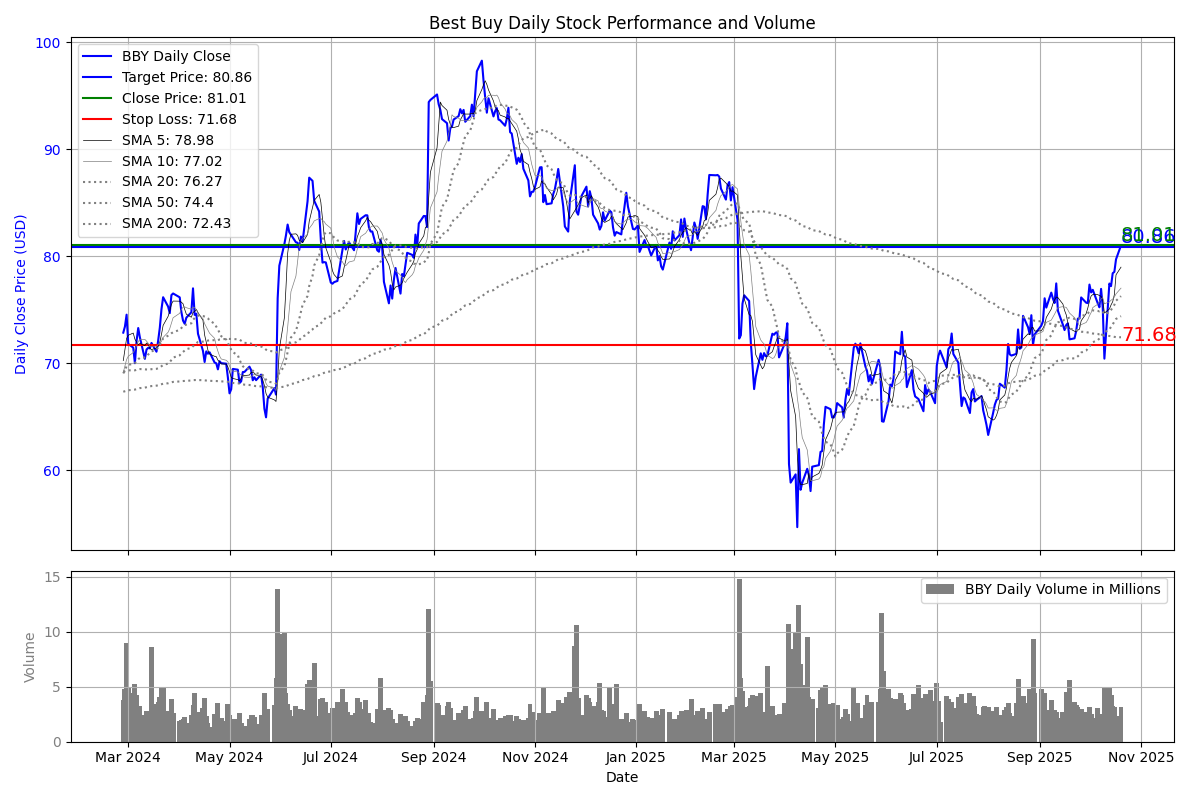 Best Buy Daily Stock Performance and Volume
Daily Close Price (USD)
100
90
80
70
60
BBY Daily Close
Target Price: 80.86
Close Price: 81.01
Stop Loss: 71.68
SMA 5: 78.98
SMA 10: 77.02
SMA 20: 76.27
SMA 50: 74.4
SMA 200: 72.43
81.01
80.86
71.68
Volume
15
10
5
0
BBY Daily Volume in Millions
Mar 2024 May 2024 Jul 2024 Sep 2024 Nov 2024 Jan 2025 Mar 2025 May 2025 Jul 2025 Sep 2025 Nov 2025
Date